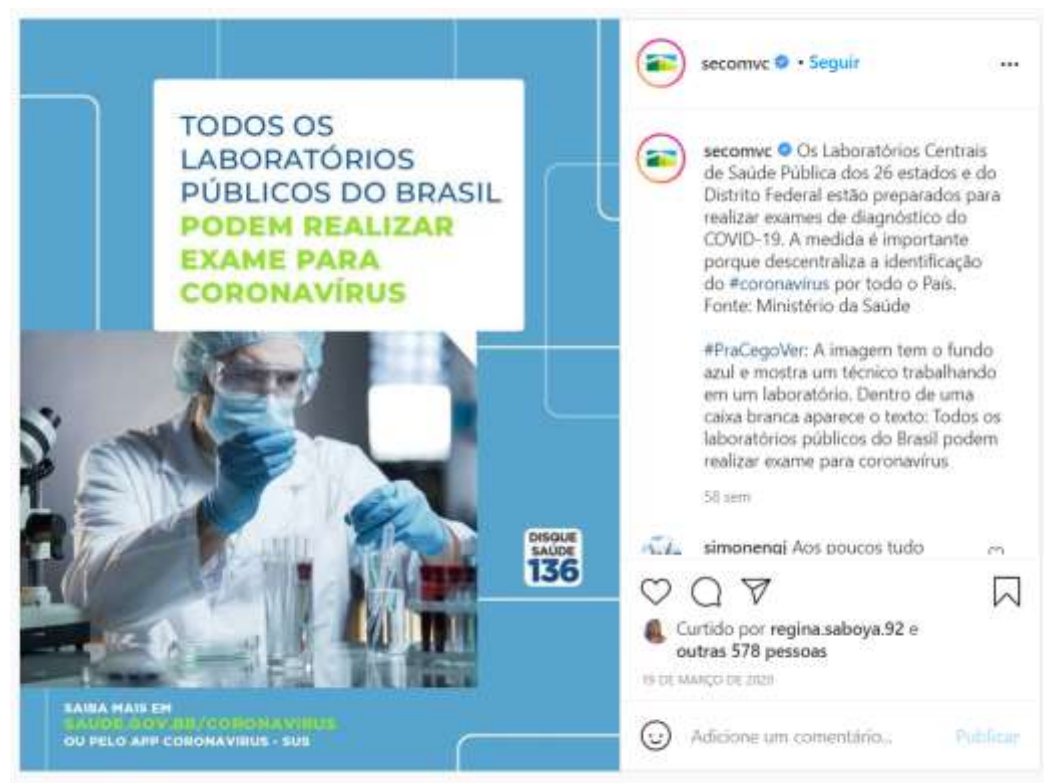 TODOS OS
LABORATÓRIOS
PÚBLICOS DO BRASIL
PODEM REALIZAR
EXAME PARA
CORONAVÍRUS
DISQUE
SAÚDE
136
SAIBA MAIS EM
SAUDE.GOV.BR/CORONAVIRUS
OU PELO APP CORONAVIRUS - SUS
secomvc • Seguir
secomvc Os Laboratórios Centrais
de Saúde Pública dos 26 estados e do
Distrito Federal estão preparados para
realizar exames de diagnóstico do
COVID-19. A medida é importante
porque descentraliza a identificação
do #coronavírus por todo o País.
Fonte: Ministério da Saúde
#PraCegoVer: A imagem tem o fundo
azul e mostra um técnico trabalhando
em um laboratório. Dentro de uma
caixa branca aparece o texto: Todos os
laboratórios públicos do Brasil podem
realizar exame para coronavírus
58 sem
Aos poucos tudo
Curtido por regina.saboya.92 e
outras 578 pessoas
19 DE MARÇO DE 2020
Adicione um comentário... Publicar